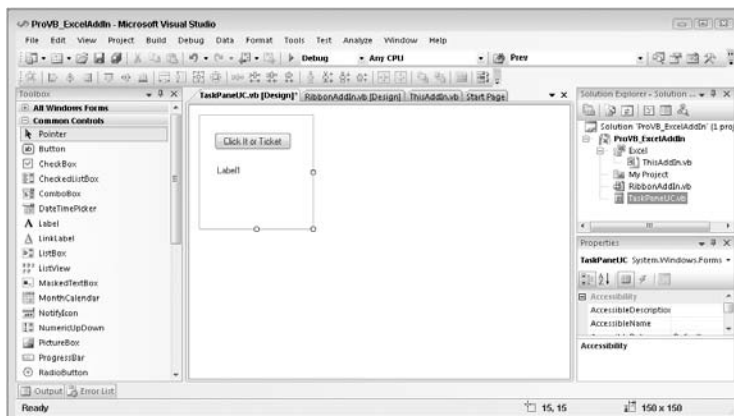 ProVB_ExcelAddIn - Microsoft Visual Studio
File Edit View Project Build Debug Data Format Tools Test Analyze Window Help
Debug Any CPU Prev
Toolbox
All Windows Forms
Common Controls
Pointer
Button
CheckBox
CheckedListBox
ComboBox
DateTimePicker
Label
LinkLabel
ListBox
ListView
MaskedTextBox
MonthCalendar
NotifyIcon
NumericUpDown
PictureBox
ProgressBar
RadioButton
TaskPaneUC.vb [Design]* RibbonAddIn.vb [Design] ThisAddIn.vb Start Page
Click It or Ticket
Label1
Solution Explorer - Solution ...
Solution 'ProVB_ExcelAddIn' (1 proj
ProVB_ExcelAddIn
Excel
ThisAddIn.vb
My Project
RibbonAddIn.vb
TaskPaneUC.vb
Properties
TaskPaneUC System.Windows.Forms
Accessibility
AccessibleDescription
AccessibleName
Accessibility
Output Error List
Ready 15, 15 150 x 150